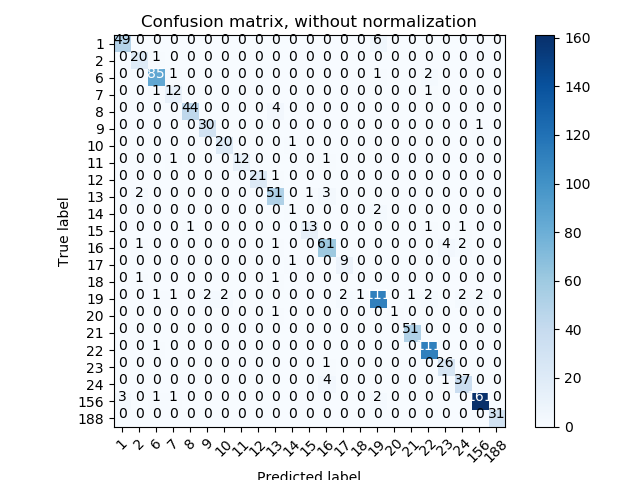 Confusion matrix, without normalization
1 49 0 0 0 0 0 0 0 0 0 0 0 0 0 0 6 0 0 0 0 0 0 0
2 0 20 1 0 0 0 0 0 0 0 0 0 0 0 0 0 0 0 0 0 0 0 0
6 0 0 85 1 0 0 0 0 0 0 0 0 0 0 0 1 0 0 2 0 0 0 0
7 0 0 1 12 0 0 0 0 0 0 0 0 0 0 0 0 0 0 1 0 0 0 0
8 0 0 0 0 44 0 0 0 0 4 0 0 0 0 0 0 0 0 0 0 0 0 0
9 0 0 0 0 0 30 0 0 0 0 0 0 0 0 0 0 0 0 0 0 0 1 0
10 0 0 0 0 0 0 20 0 0 0 1 0 0 0 0 0 0 0 0 0 0 0 0
11 0 0 0 1 0 0 0 12 0 0 0 0 1 0 0 0 0 0 0 0 0 0 0
12 0 0 0 0 0 0 0 0 21 1 0 0 0 0 0 0 0 0 0 0 0 0 0
13 0 2 0 0 0 0 0 0 0 51 0 1 3 0 0 0 0 0 0 0 0 0 0
14 0 0 0 0 0 0 0 0 0 0 1 0 0 0 0 2 0 0 0 0 0 0 0
15 0 0 0 0 1 0 0 0 0 0 0 13 0 0 0 0 0 0 1 0 1 0 0
16 0 1 0 0 0 0 0 0 0 1 0 0 61 0 0 0 0 0 0 4 2 0 0
17 0 0 0 0 0 0 0 0 0 0 1 0 0 9 0 0 0 0 0 0 0 0 0
18 0 1 0 0 0 0 0 0 0 1 0 0 0 0 0 0 0 0 0 0 0 0 0
19 0 0 1 1 0 2 2 0 0 0 0 0 0 2 1 0 1 2 0 2 2 0
20 0 0 0 0 0 0 0 0 0 1 0 0 0 0 0 0 1 0 0 0 0 0 0
21 0 0 0 0 0 0 0 0 0 0 0 0 0 0 0 0 0 51 0 0 0 0 0
22 0 0 1 0 0 0 0 0 0 0 0 0 0 0 0 0 0 0 0 0 0 0
23 0 0 0 0 0 0 0 0 0 0 0 0 1 0 0 0 0 0 0 26 0 0 0
24 0 0 0 0 0 0 0 0 0 0 0 0 4 0 0 0 0 0 0 1 37 0 0
156 3 0 1 1 0 0 0 0 0 0 0 0 0 0 0 2 0 0 0 0 0 161 0
188 0 0 0 0 0 0 0 0 0 0 0 0 0 0 0 0 0 0 0 0 0 0 31
1 2 6 7 8 9 10 11 12 13 14 15 16 17 18 19 20 21 22 23 24 156 188
True label
Predicted label
160
140
120
100
80
60
40
20
0